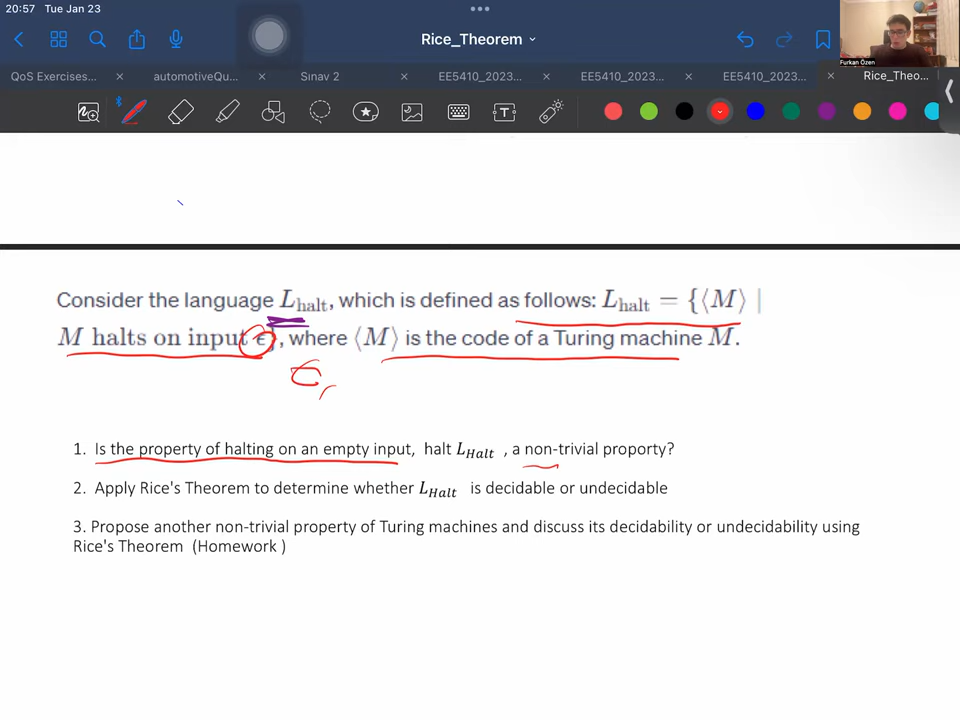 20:57 Tue Jan 23
Rice_Theorem
Furkan Özen
QoS Exercises...
automotiveQu...
Sınav 2
EE5410_2023...
EE5410_2023...
EE5410_2023...
Rice_Theo...
Consider the language L_halt, which is defined as follows: L_halt = {⟨M⟩ |
M halts on input ϵ}, where ⟨M⟩ is the code of a Turing machine M.
1. Is the property of halting on an empty input, halt L_Halt , a non-trivial proporty?
2. Apply Rice's Theorem to determine whether L_Halt is decidable or undecidable
3. Propose another non-trivial property of Turing machines and discuss its decidability or undecidability using
Rice's Theorem (Homework )